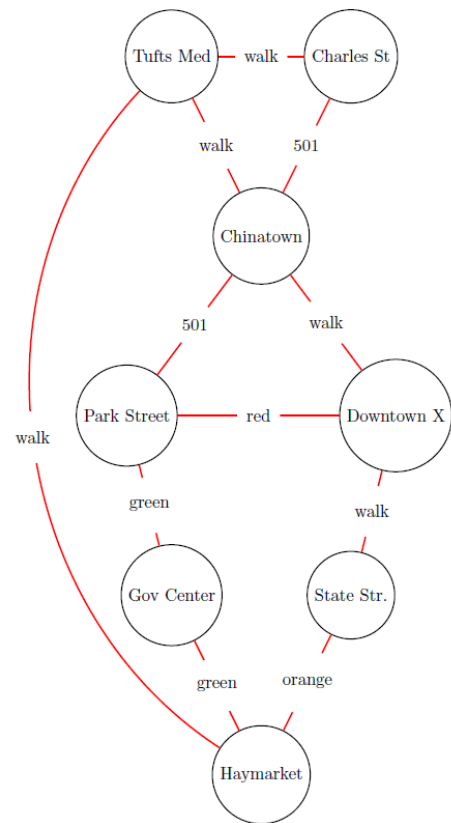 Tufts Med
walk
Charles St
walk
501
Chinatown
501
walk
Park Street
red
Downtown X
walk
green
walk
Gov Center
State Str.
green
orange
Haymarket